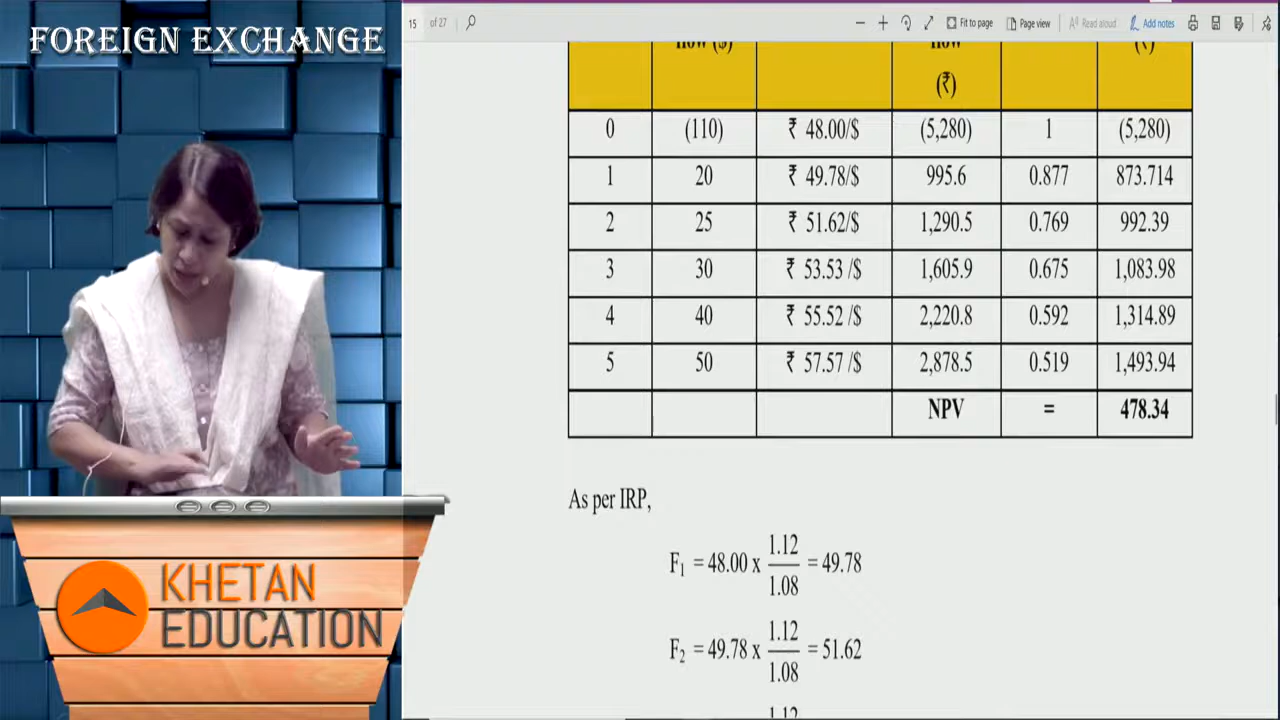 FOREIGN EXCHANGE
15 of 27
Fit to page
Page view
Read aloud
Add notes
flow ($)
flow (₹)
(₹)
0 (110) ₹ 48.00/$ (5,280) 1 (5,280)
1 20 ₹ 49.78/$ 995.6 0.877 873.714
2 25 ₹ 51.62/$ 1,290.5 0.769 992.39
3 30 ₹ 53.53 /$ 1,605.9 0.675 1,083.98
4 40 ₹ 55.52 /$ 2,220.8 0.592 1,314.89
5 50 ₹ 57.57 /$ 2,878.5 0.519 1,493.94
NPV = 478.34
As per IRP,
F₁ = 48.00 x 1.12/1.08 = 49.78
F₂ = 49.78 x 1.12/1.08 = 51.62
1.12
KHETAN
EDUCATION